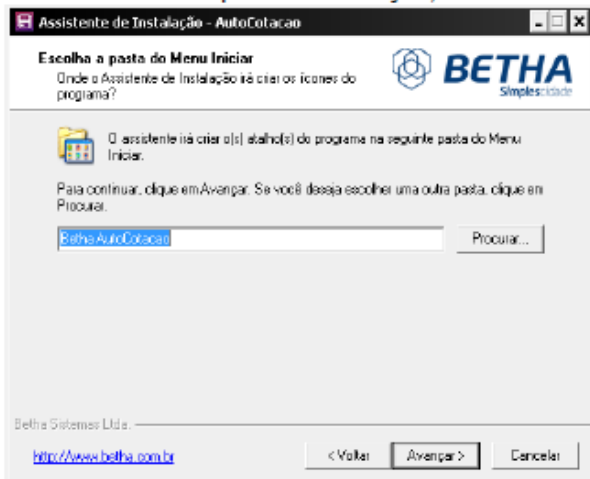 Assistente de Instalação - AutoCotacao
Escolha a pasta do Menu Iniciar
Onde o Assistente de Instalação irá criar os ícones do
programa?
BETHA
Simplescidade
O assistente irá criar o(s) atalho(s) do programa na seguinte pasta do Menu
Iniciar.
Para continuar, clique em Avançar. Se você deseja escolher uma outra pasta, clique em
Procurar.
Betha AutoCotacao
Procurar...
Betha Sistemas Ltda.
http://www.betha.com.br
< Voltar
Avançar >
Cancelar